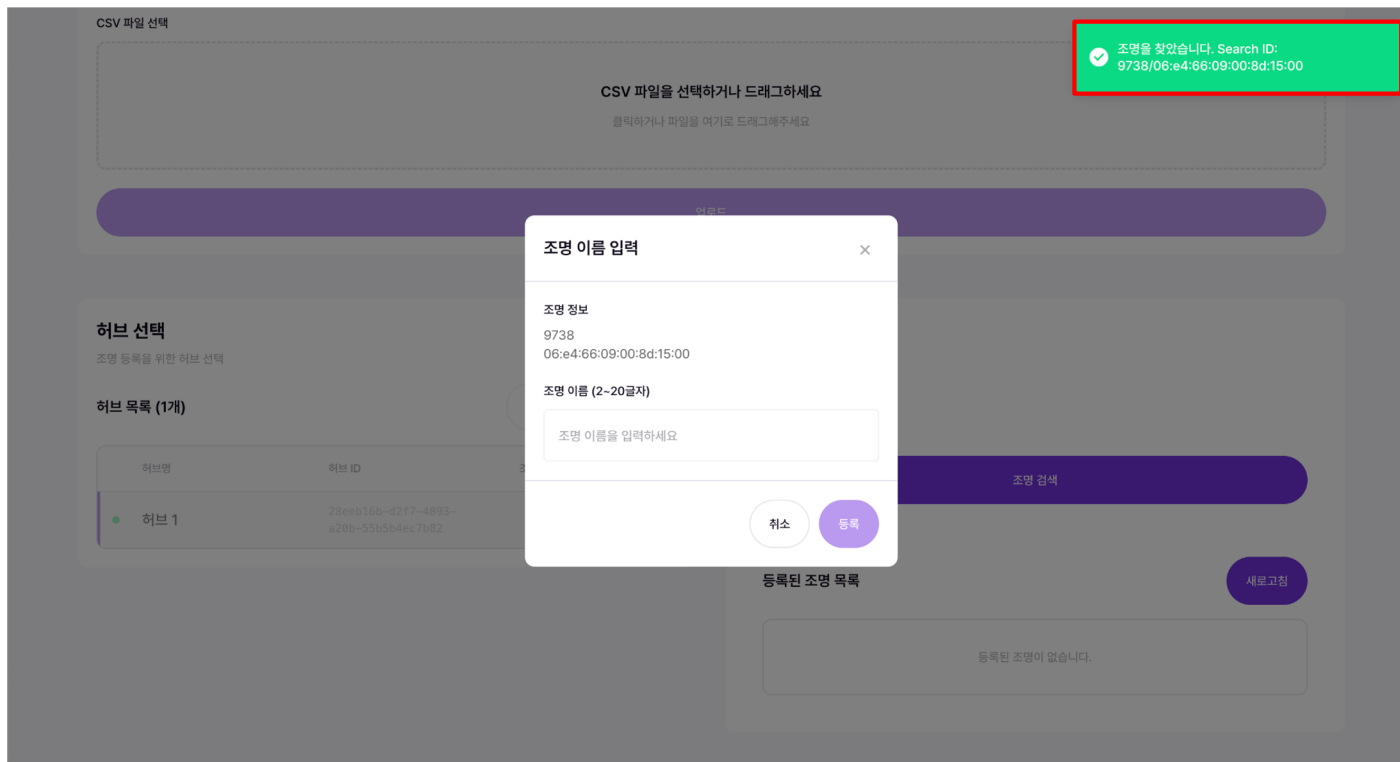 CSV 파일 선택
조명을 찾았습니다. Search ID:
9738/06:e4:66:09:00:8d:15:00
CSV 파일을 선택하거나 드래그하세요
클릭하거나 파일을 여기로 드래그해주세요
업로드
조명 이름 입력
조명 정보
9738
06:e4:66:09:00:8d:15:00
조명 이름 (2~20글자)
조명 이름을 입력하세요
취소
등록
허브 선택
조명 등록을 위한 허브 선택
허브 목록 (1개)
허브명
허브 ID
허브 1
28eeb16b-d2f7-4893-
a20b-55b5b4ec7b82
조명 검색
등록된 조명 목록
새로고침
등록된 조명이 없습니다.